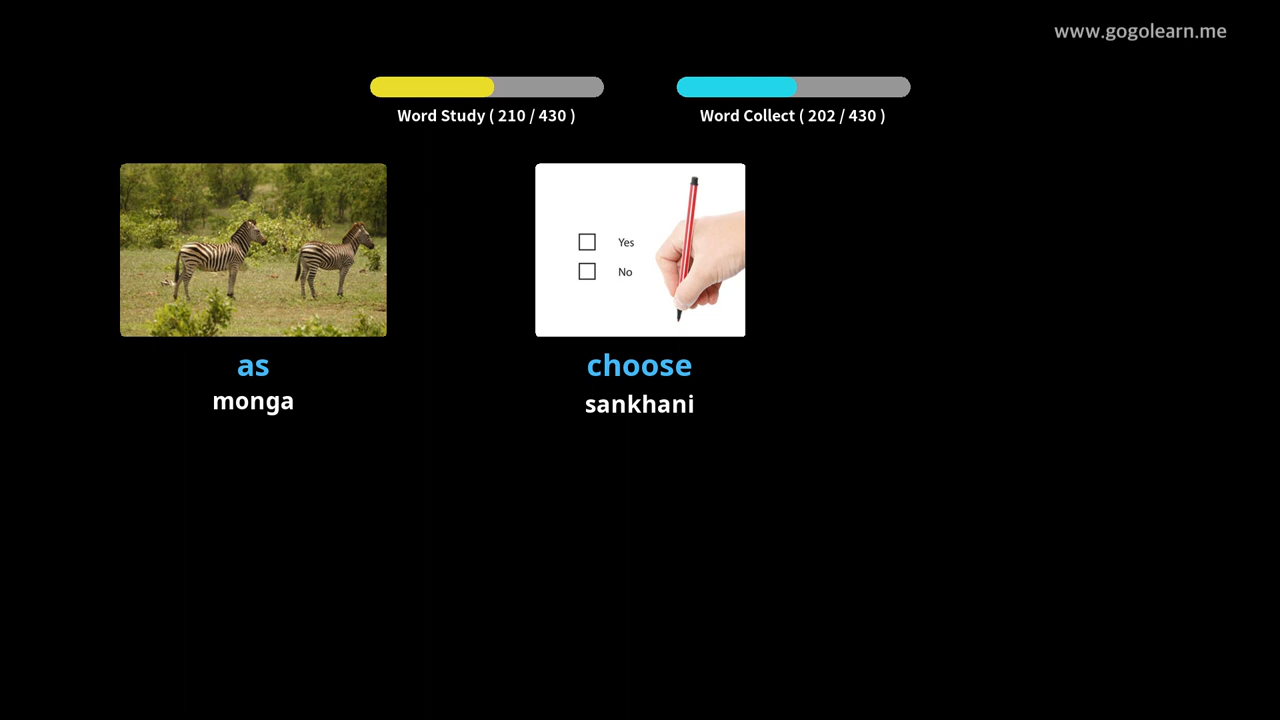 www.gogolearn.me
Word Study ( 210 / 430 )
Word Collect ( 202 / 430 )
Yes
No
as
monga
choose
sankhani